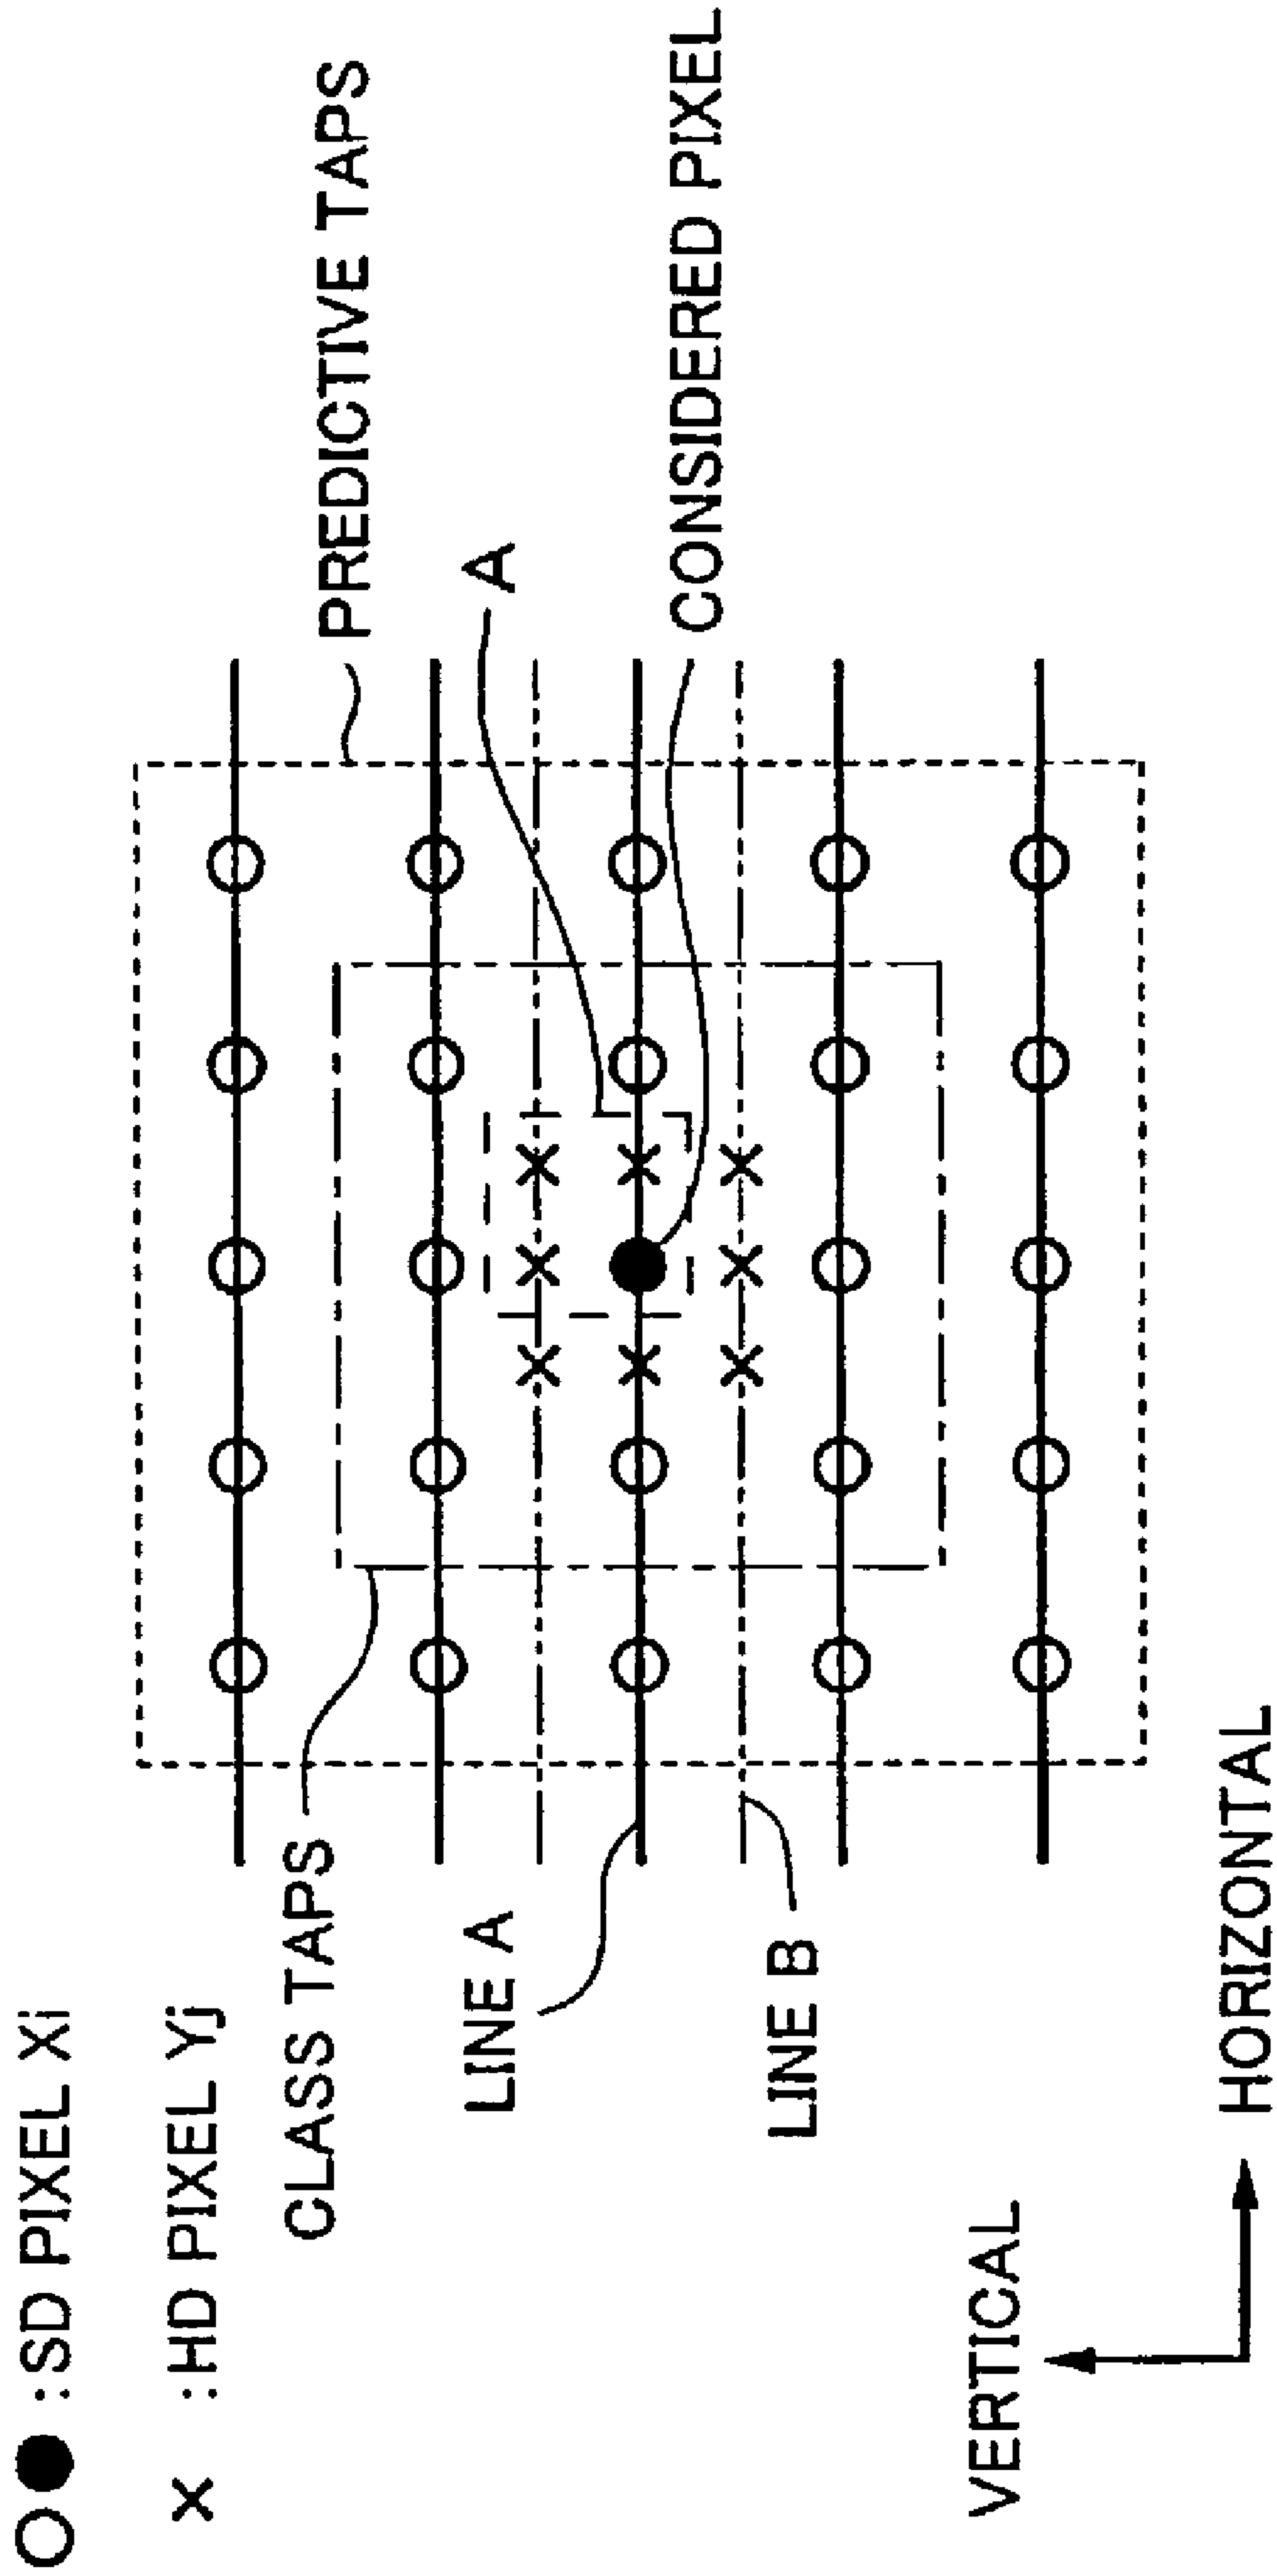 ○ ● :SD PIXEL Xi
× :HD PIXEL Yj
CLASS TAPS
PREDICTIVE TAPS
LINE A
A
LINE B
CONSIDERED PIXEL
VERTICAL
HORIZONTAL